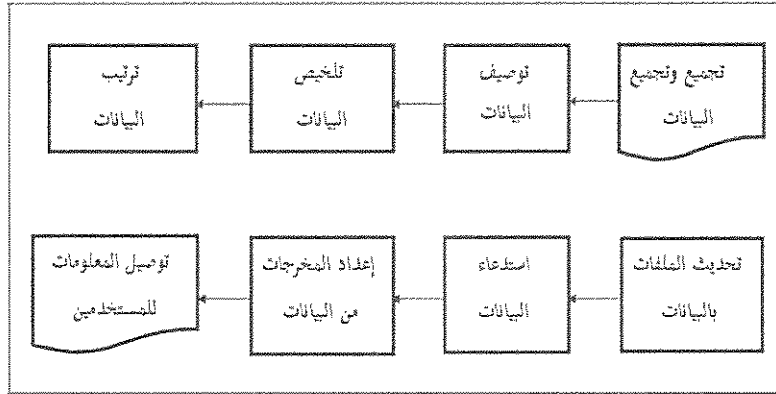 تجميع وتجميع
البيانات
توصيف
البيانات
تلخيص
البيانات
ترتيب
البيانات
تحديث الملفات
بالبيانات
استدعاء
البيانات
إعداد المخرجات
من البيانات
توصيل المعلومات
للمستخدمين